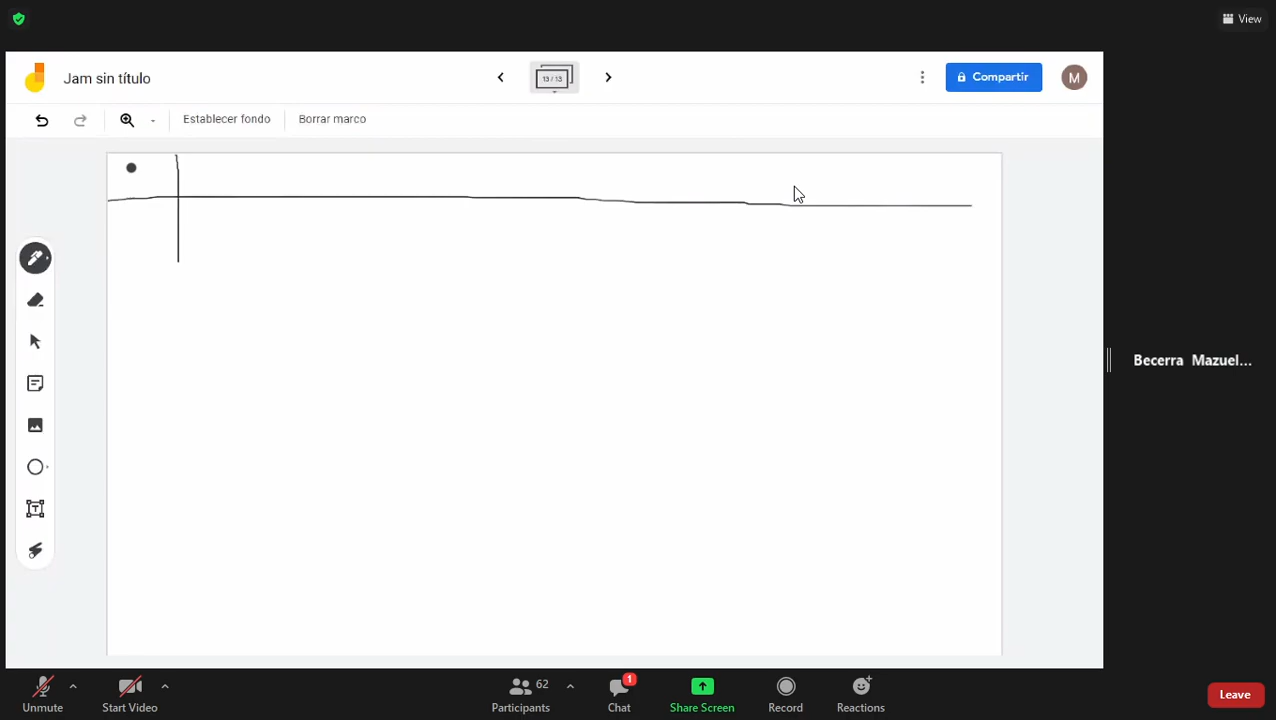 View
Jam sin título
13 / 13
Compartir
M
Establecer fondo
Borrar marco
Becerra Mazuel...
T
Unmute
Start Video
62
Participants
1
Chat
Share Screen
Record
Reactions
Leave